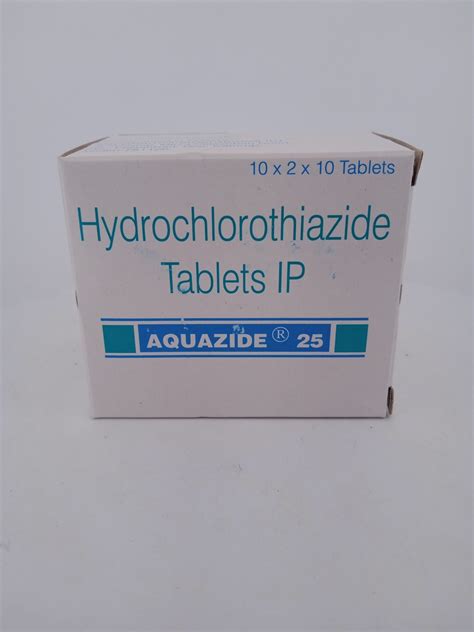 10 x 2 x 10 Tablets
Hydrochlorothiazide
Tablets IP
AQUAZIDE ® 25